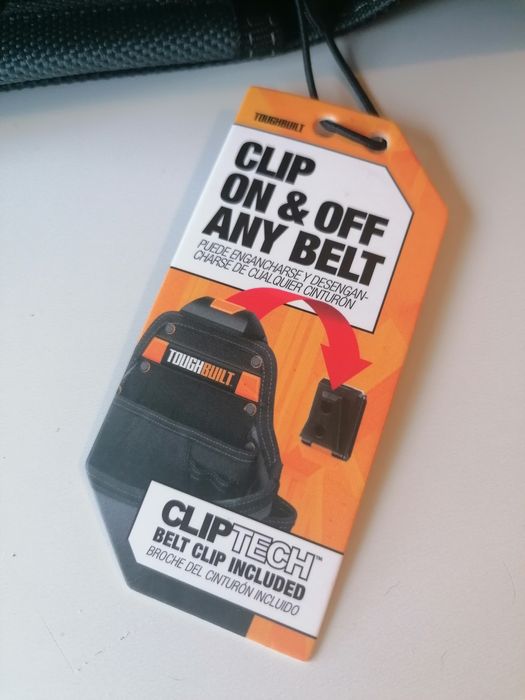 TOUGHBUILT
CLIP
ON & OFF
ANY BELT
PUEDE ENGANCHARSE Y DESENGAN-
CHARSE DE CUALQUIER CINTURÓN
TOUGHBUILT
CLIPTECH™
BELT CLIP INCLUDED
BROCHE DEL CINTURÓN INCLUIDO